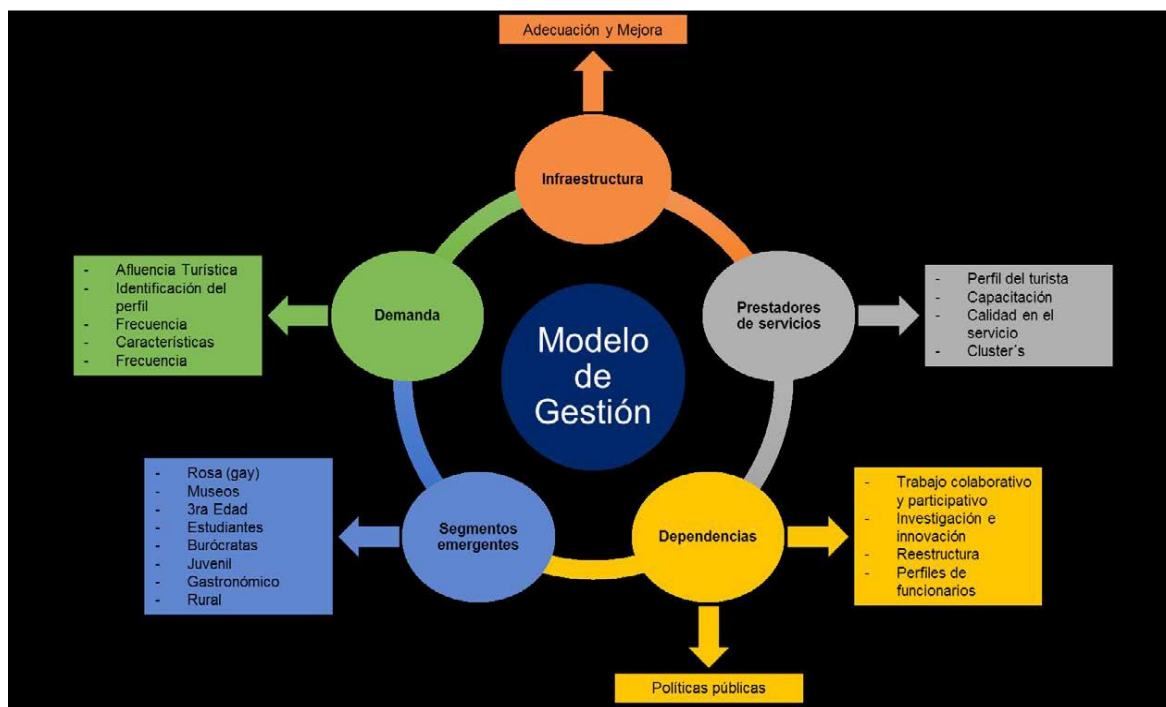 Adecuación y Mejora
Infraestructura
- Afluencia Turística
- Identificación del
perfil
- Frecuencia
- Características
- Frecuencia
Demanda
Modelo
de
Gestión
Prestadores
de servicios
- Perfil del turista
- Capacitación
- Calidad en el
servicio
- Cluster´s
- Rosa (gay)
- Museos
- 3ra Edad
- Estudiantes
- Burócratas
- Juvenil
- Gastronómico
- Rural
Segmentos
emergentes
Dependencias
- Trabajo colaborativo
y participativo
- Investigación e
innovación
- Reestructura
- Perfiles de
funcionarios
Políticas públicas